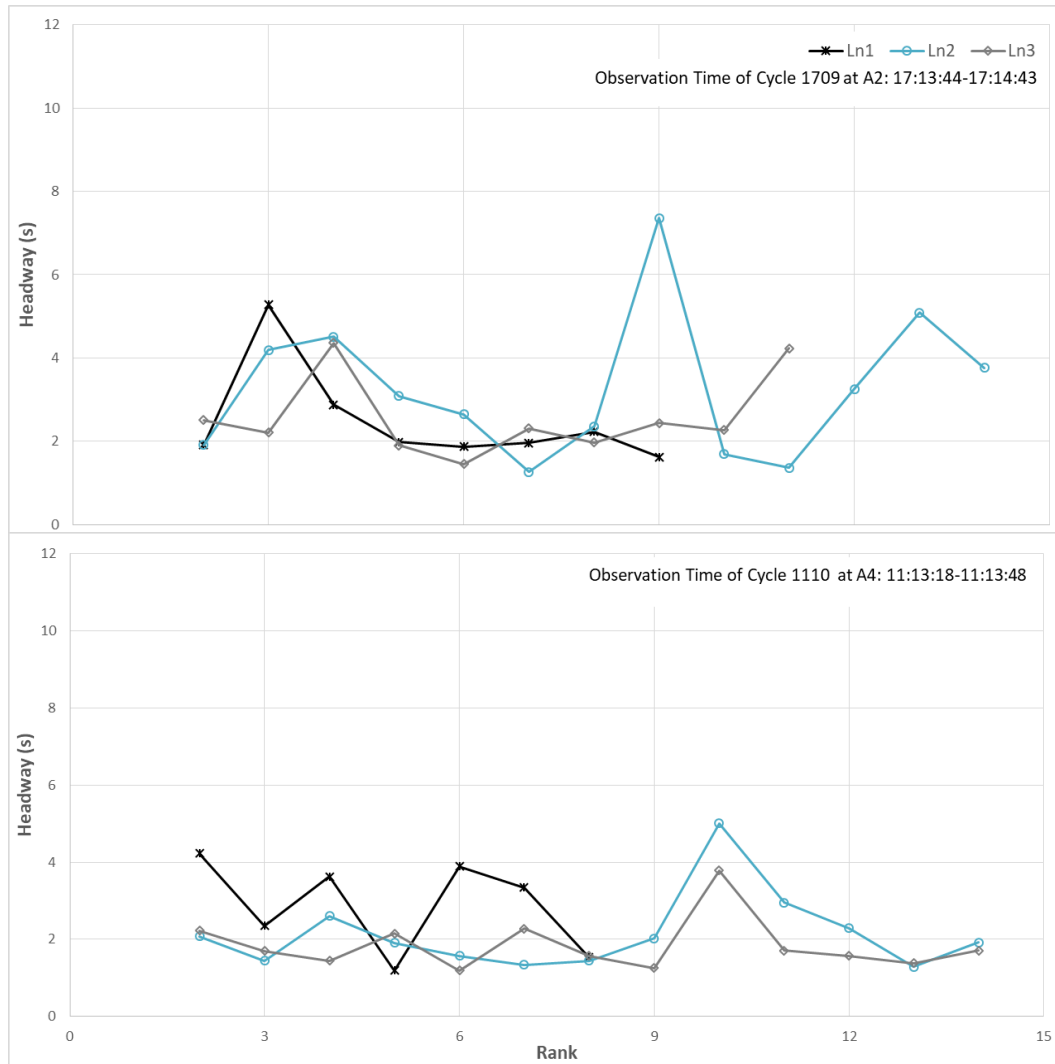 12
Ln1 Ln2 Ln3
Observation Time of Cycle 1709 at A2: 17:13:44-17:14:43
10
8
Headway (s)
6
4
2
0
12
Observation Time of Cycle 1110 at A4: 11:13:18-11:13:48
10
8
Headway (s)
6
4
2
0
0 3 6 9 12 15
Rank